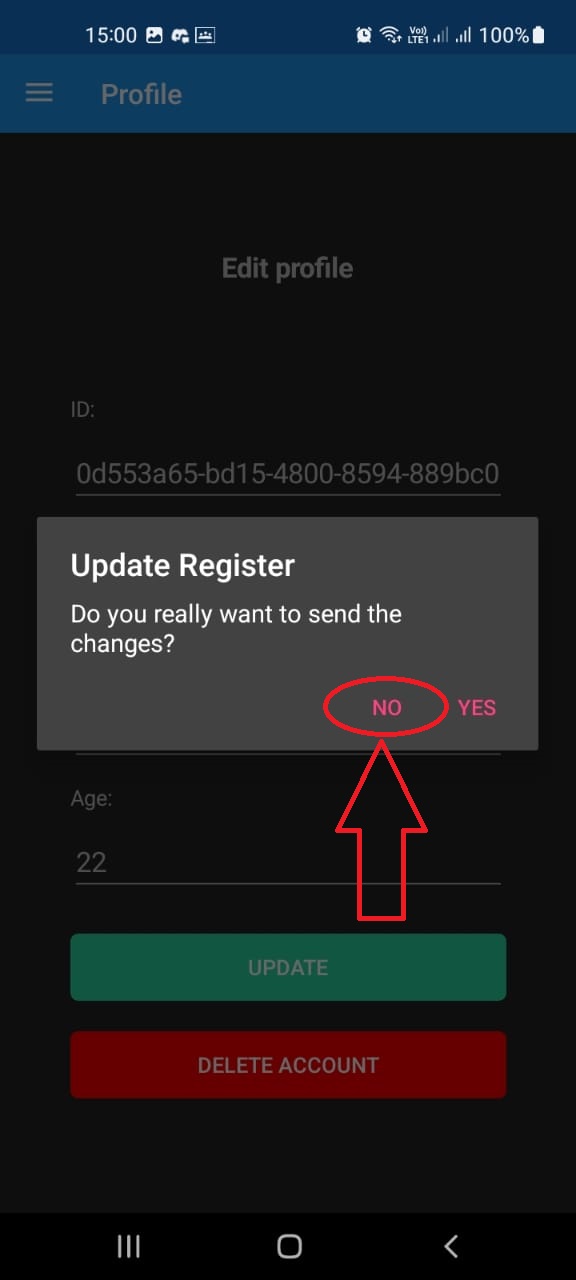 15:00 Vo) LTE1 100%
Profile
Edit profile
ID:
0d553a65-bd15-4800-8594-889bc0
Update Register
Do you really want to send the
changes?
NO YES
Age:
22
UPDATE
DELETE ACCOUNT